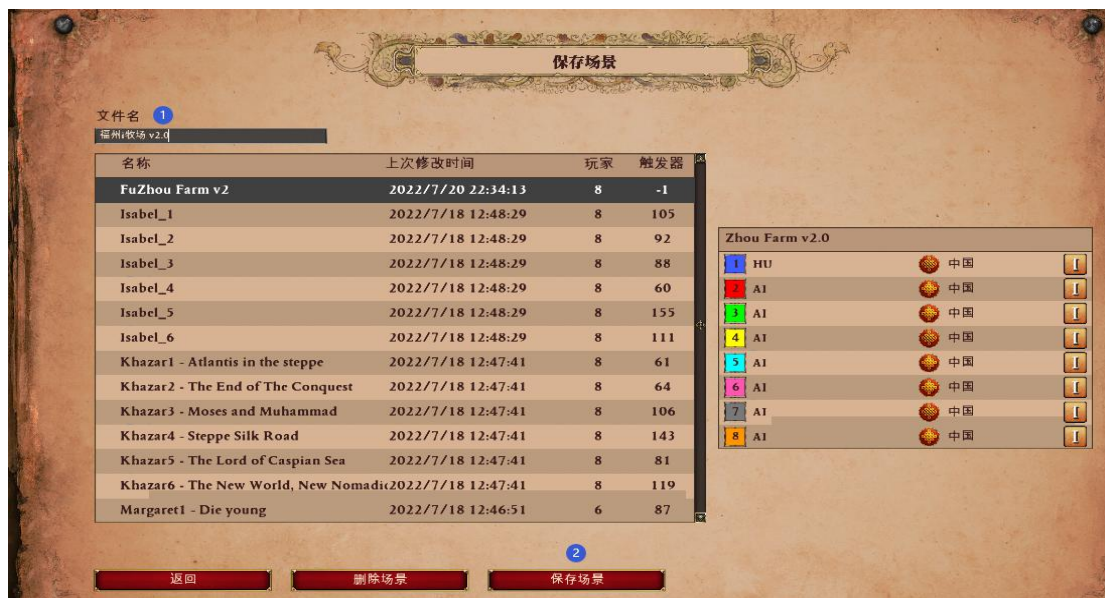 保存场景
文件名 1
福州i牧场 v2.0
名称 上次修改时间 玩家 触发器
FuZhou Farm v2 2022/7/20 22:34:13 8 -1
Isabel_1 2022/7/18 12:48:29 8 105
Isabel_2 2022/7/18 12:48:29 8 92
Isabel_3 2022/7/18 12:48:29 8 88
Isabel_4 2022/7/18 12:48:29 8 60
Isabel_5 2022/7/18 12:48:29 8 155
Isabel_6 2022/7/18 12:48:29 8 111
Khazar1 - Atlantis in the steppe 2022/7/18 12:47:41 8 61
Khazar2 - The End of The Conquest 2022/7/18 12:47:41 8 64
Khazar3 - Moses and Muhammad 2022/7/18 12:47:41 8 106
Khazar4 - Steppe Silk Road 2022/7/18 12:47:41 8 143
Khazar5 - The Lord of Caspian Sea 2022/7/18 12:47:41 8 81
Khazar6 - The New World, New Nomadic 2022/7/18 12:47:41 8 119
Margaret1 - Die young 2022/7/18 12:46:51 6 87
Zhou Farm v2.0
1 HU 中国 I
2 AI 中国 I
3 AI 中国 I
4 AI 中国 I
5 AI 中国 I
6 AI 中国 I
7 AI 中国 I
8 AI 中国 I
2
返回 删除场景 保存场景